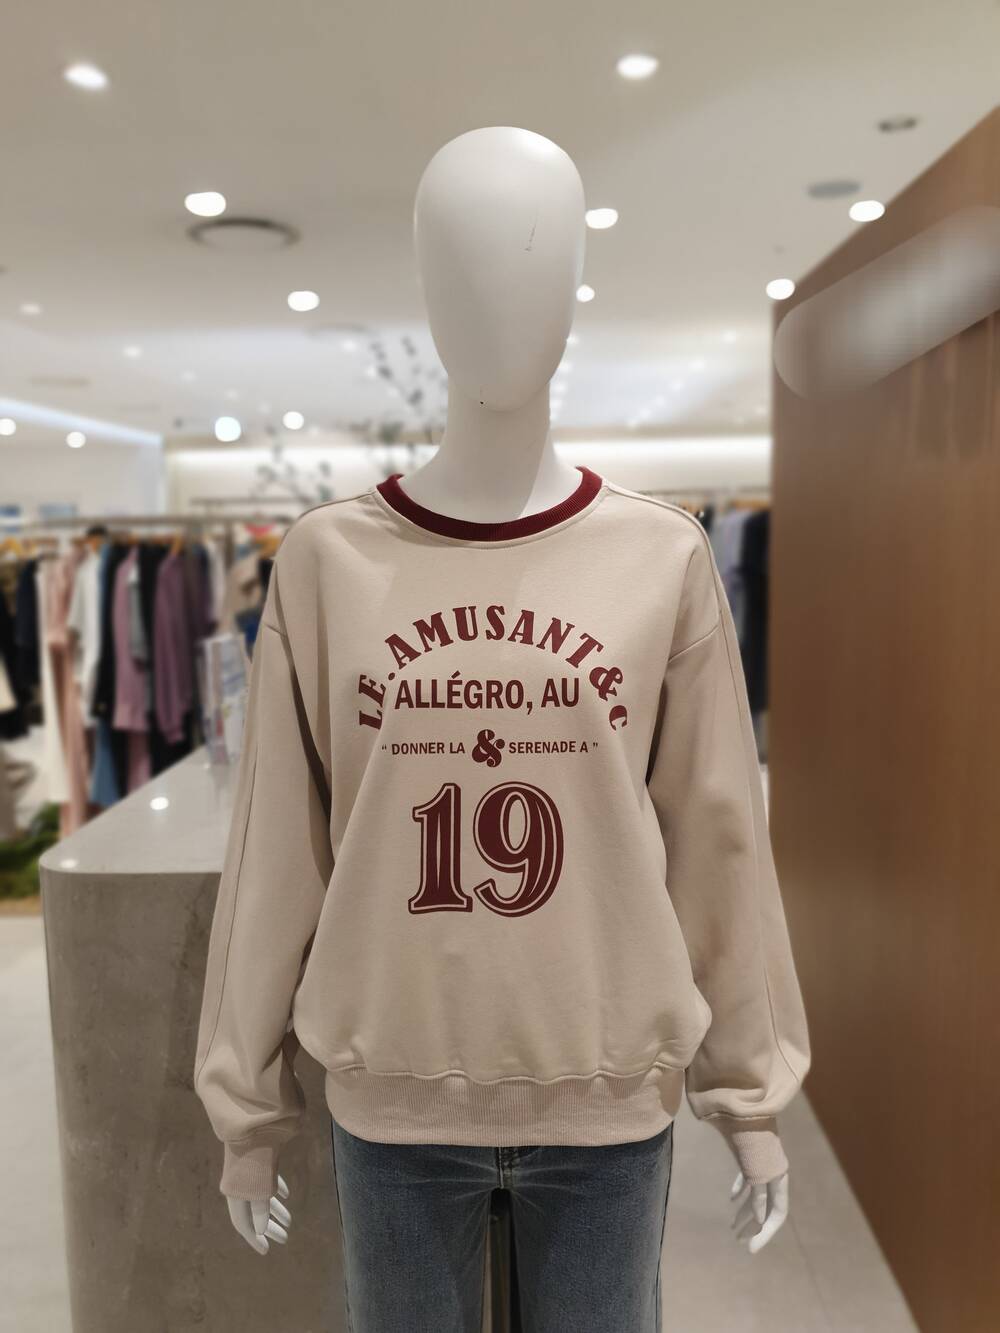 LE. AMUSANT & C
ALLÉGRO, AU
“ DONNER LA & SERENADE A ”
19